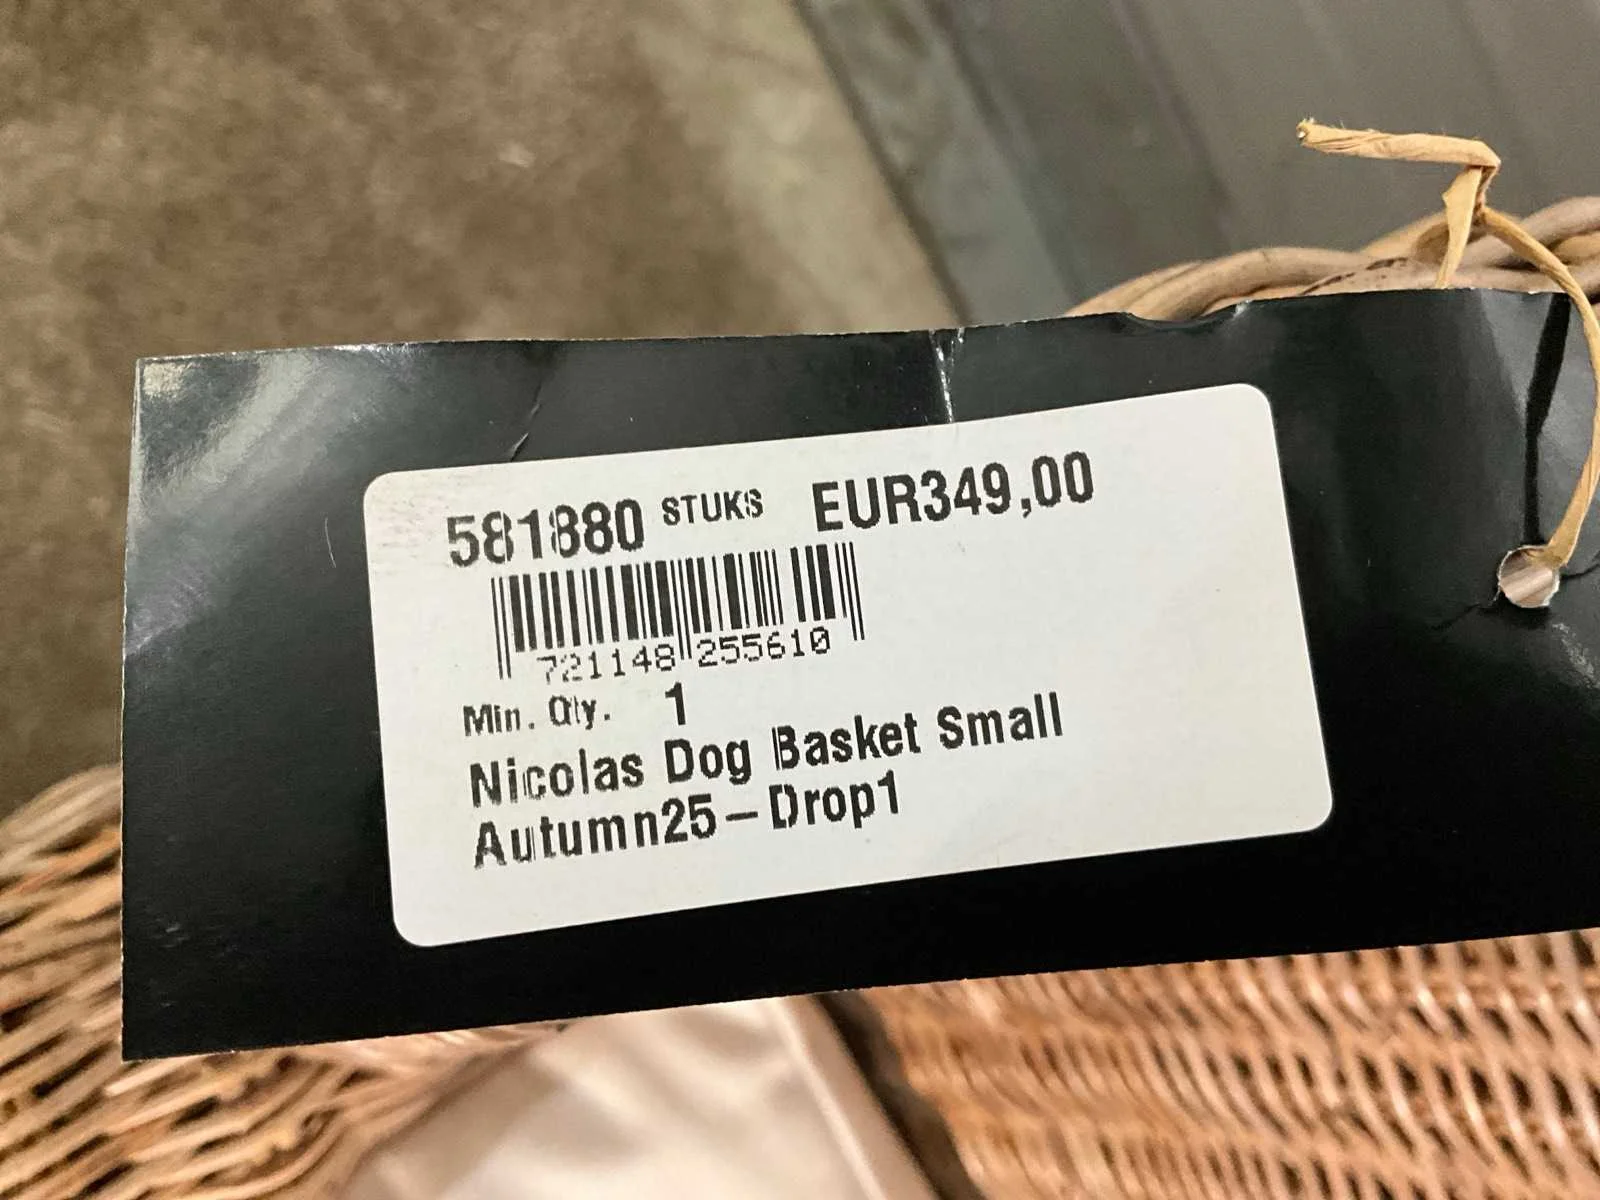 581880 STUKS EUR349,00
721148 255610
Min. Qty. 1
Nicolas Dog Basket Small
Autumn25-Drop1